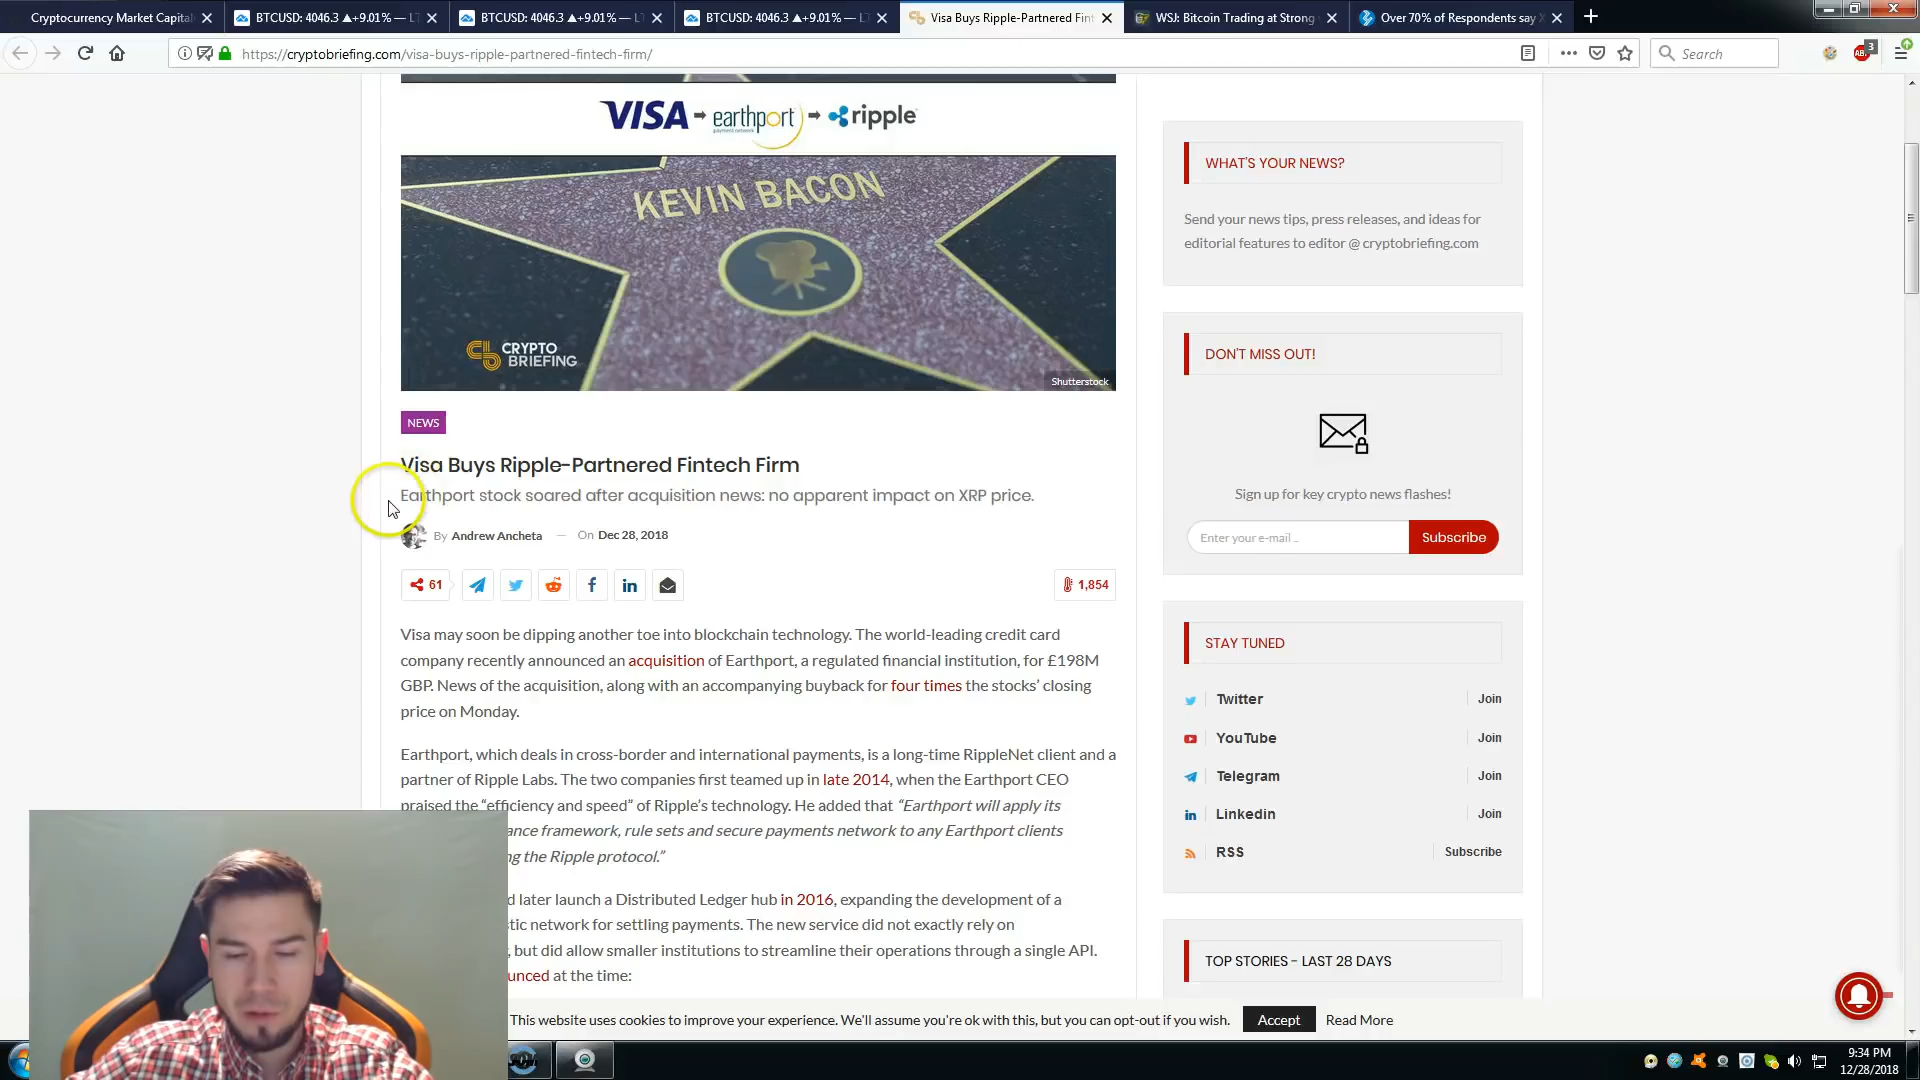 Cryptocurrency Market Capital
BTCUSD: 4046.3 ▲+9.01% — LT
BTCUSD: 4046.3 ▲+9.01% — LT
BTCUSD: 4046.3 ▲+9.01% — LT
Visa Buys Ripple-Partnered Fint
WSJ: Bitcoin Trading at Strong
Over 70% of Respondents say X
https://cryptobriefing.com/visa-buys-ripple-partnered-fintech-firm/
Search
3
VISA
earthport
payment network
ripple
KEVIN BACON
CRYPTO
BRIEFING
Shutterstock
NEWS
Visa Buys Ripple-Partnered Fintech Firm
Earthport stock soared after acquisition news: no apparent impact on XRP price.
By Andrew Ancheta — On Dec 28, 2018
61
1,854
Visa may soon be dipping another toe into blockchain technology. The world-leading credit card
company recently announced an acquisition of Earthport, a regulated financial institution, for £198M
GBP. News of the acquisition, along with an accompanying buyback for four times the stocks' closing
price on Monday.
Earthport, which deals in cross-border and international payments, is a long-time RippleNet client and a
partner of Ripple Labs. The two companies first teamed up in late 2014, when the Earthport CEO
praised the “efficiency and speed” of Ripple's technology. He added that “Earthport will apply its
ance framework, rule sets and secure payments network to any Earthport clients
ng the Ripple protocol.”
d later launch a Distributed Ledger hub in 2016, expanding the development of a
stic network for settling payments. The new service did not exactly rely on
, but did allow smaller institutions to streamline their operations through a single API.
unced at the time:
WHAT'S YOUR NEWS?
Send your news tips, press releases, and ideas for
editorial features to editor @ cryptobriefing.com
DON'T MISS OUT!
Sign up for key crypto news flashes!
Enter your e-mail ..
Subscribe
STAY TUNED
Twitter
Join
YouTube
Join
Telegram
Join
Linkedin
Join
RSS
Subscribe
TOP STORIES - LAST 28 DAYS
This website uses cookies to improve your experience. We'll assume you're ok with this, but you can opt-out if you wish.
Accept
Read More
9:34 PM
12/28/2018